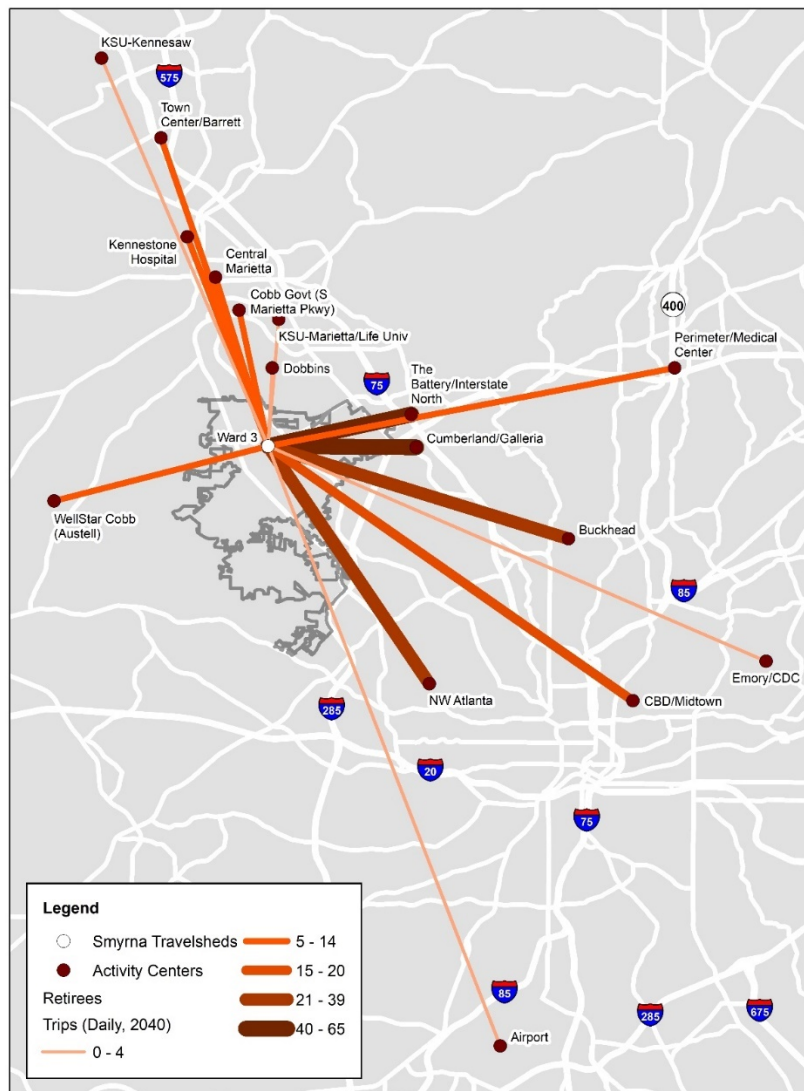 KSU-Kennesaw
575
Town
Center/Barrett
Kennestone
Hospital
Central
Marietta
Cobb Govt (S
Marietta Pkwy)
KSU-Marietta/Life Univ
400
Perimeter/Medical
Center
Dobbins
75
The
Battery/Interstate
North
Ward 3
Cumberland/Galleria
WellStar Cobb
(Austell)
Buckhead
85
Emory/CDC
NW Atlanta
CBD/Midtown
285
20
75
Legend
Smyrna Travelsheds
Activity Centers
Retirees
Trips (Daily, 2040)
0 - 4
5 - 14
15 - 20
21 - 39
40 - 65
85
285
675
Airport